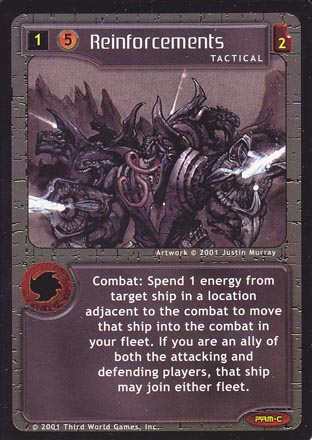 1 5 Reinforcements 2
TACTICAL
Artwork © 2001 Justin Murray
Combat: Spend 1 energy from
target ship in a location
adjacent to the combat to move
that ship into the combat in
your fleet. If you are an ally of
both the attacking and
defending players, that ship
may join either fleet.
© 2001 Third World Games, Inc.
PRM-C